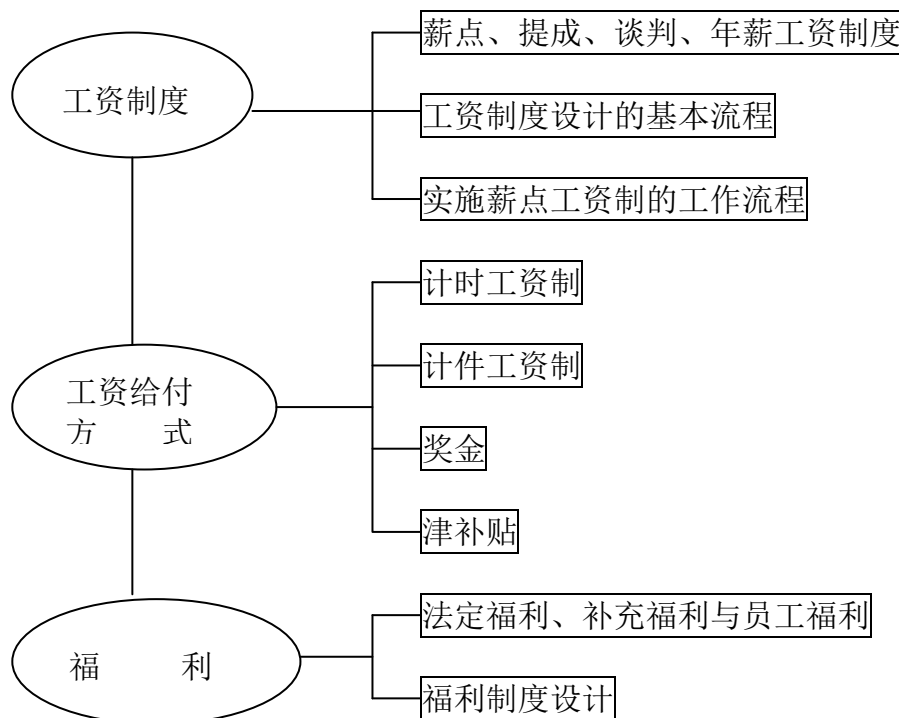 薪点、提成、谈判、年薪工资制度
工资制度
工资制度设计的基本流程
实施薪点工资制的工作流程
计时工资制
计件工资制
工资给付
方 式
奖金
津补贴
法定福利、补充福利与员工福利
福 利
福利制度设计